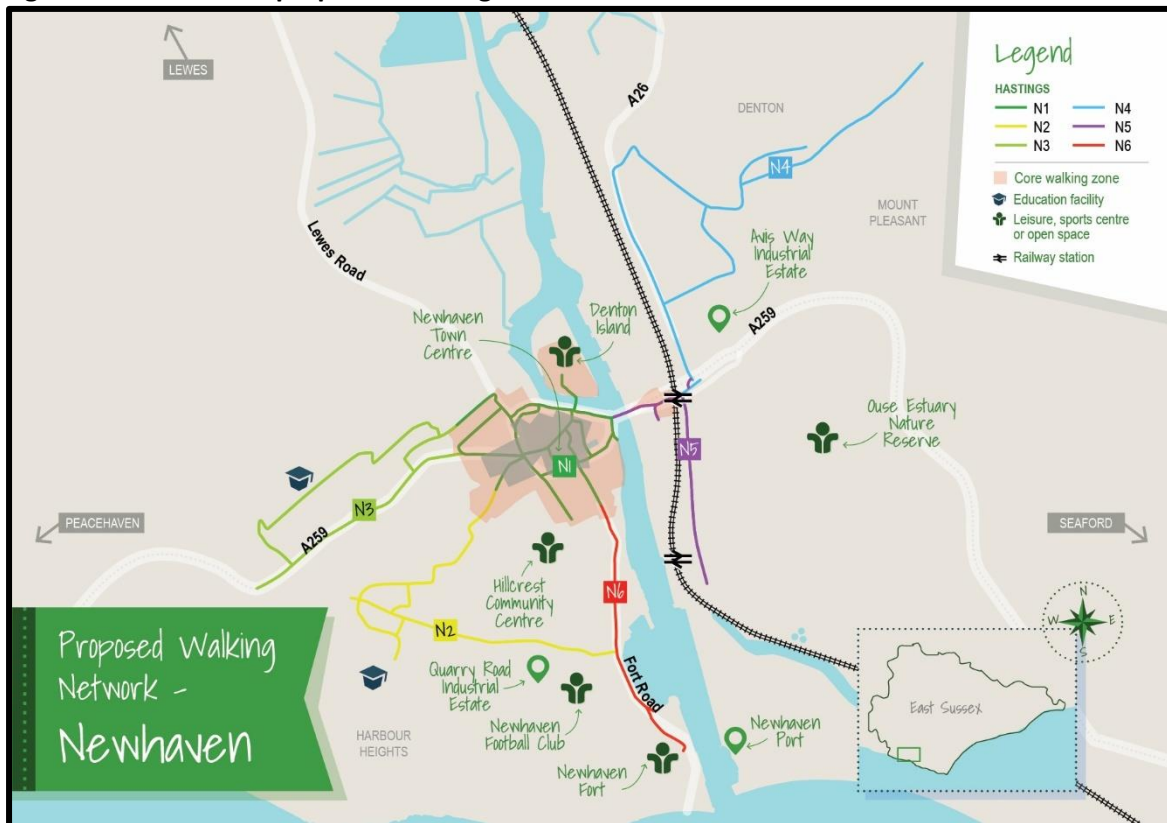 LEWES
A26
DENTON
N4
MOUNT
PLEASANT
Legend
HASTINGS
N1
N2
N3
N4
N5
N6
Core walking zone
Education facility
Leisure, sports centre
or open space
Railway station
Lewes Road
Avis Way
Industrial
Estate
A259
Newhaven
Town
Centre
Denton
Island
Ouse Estuary
Nature
Reserve
N1
N5
N3
A259
PEACEHAVEN
SEAFORD
Hillcrest
Community
Centre
N6
N2
Quarry Road
Industrial
Estate
Fort Road
Newhaven
Football Club
HARBOUR
HEIGHTS
Newhaven
Fort
Newhaven
Port
N
W
E
S
East Sussex
Proposed Walking
Network -
Newhaven